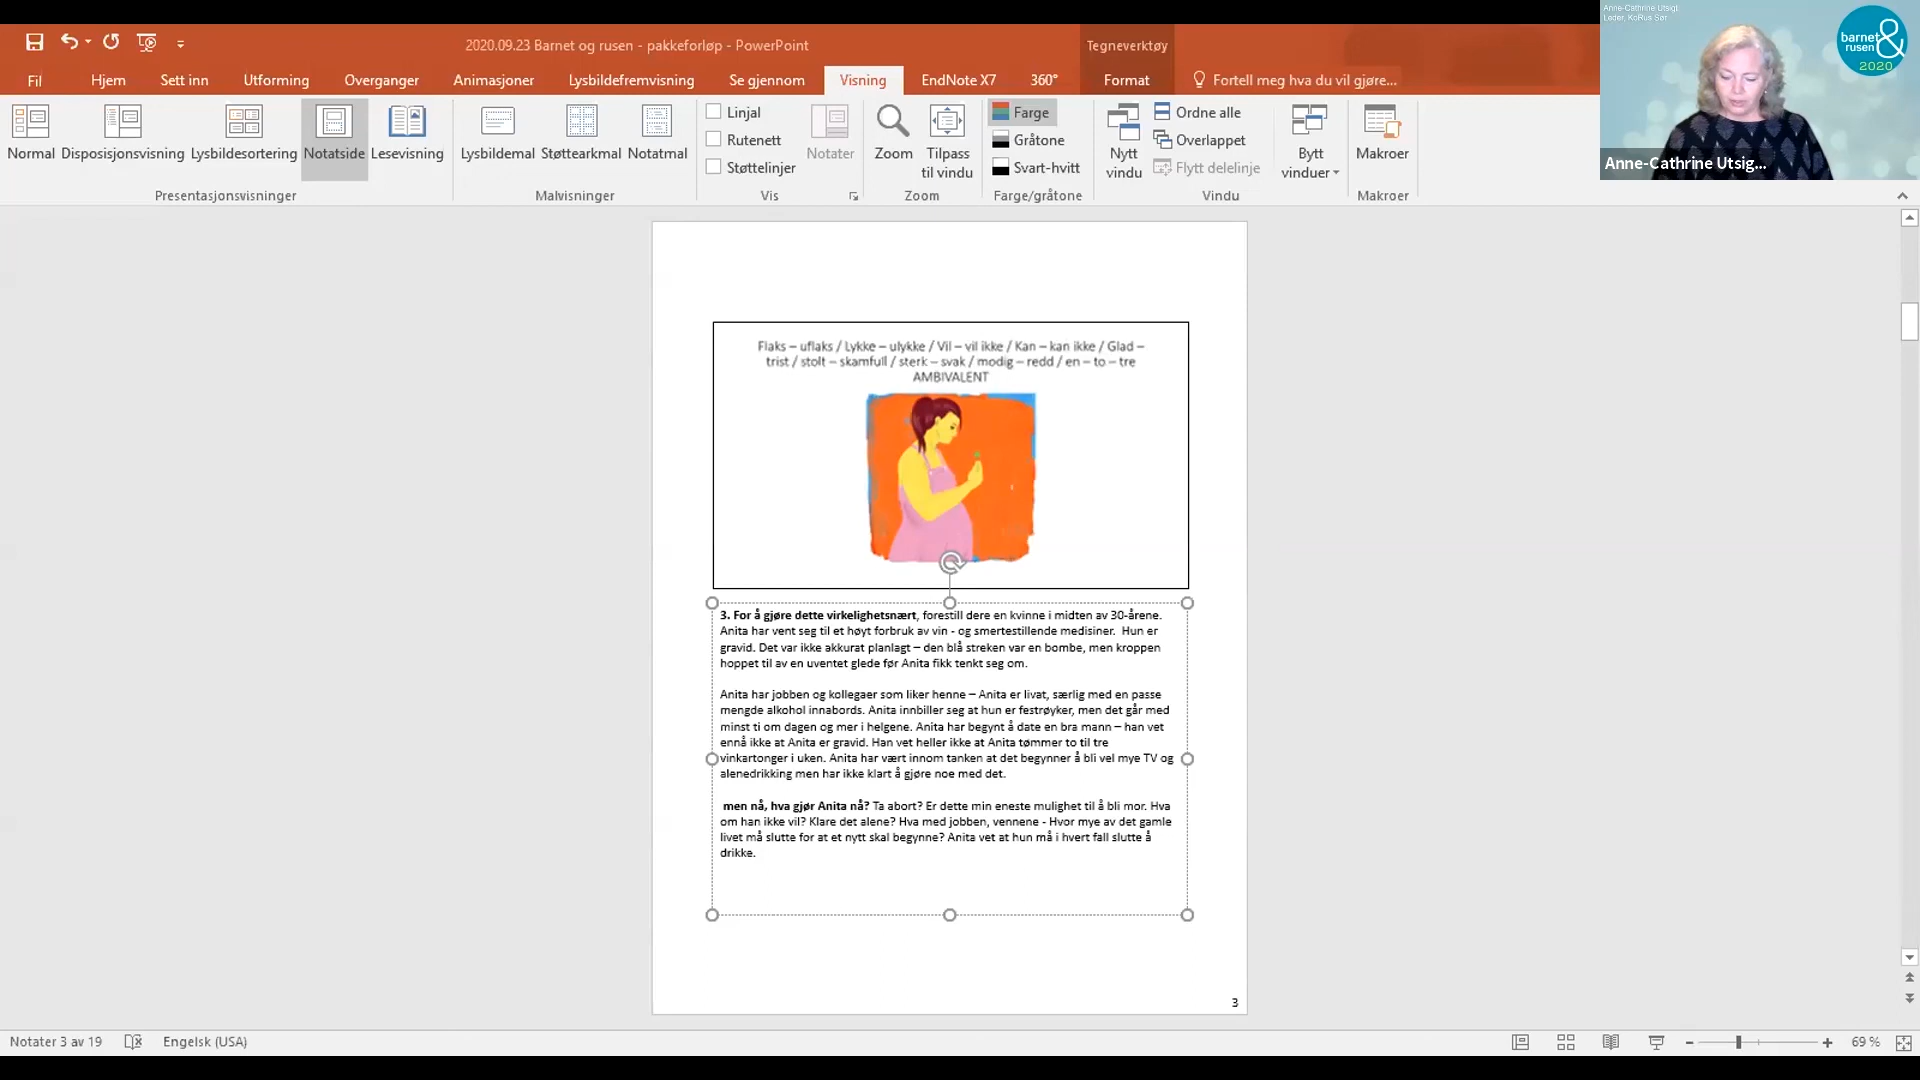 Anne-Cathrine Utsigt
Leder, KoRus Sør
barnet
&
rusen
2020
Anne-Cathrine Utsig...
2020.09.23 Barnet og rusen - pakkeforløp - PowerPoint
Tegneverktøy
Fil Hjem Sett inn Utforming Overganger Animasjoner Lysbildefremvisning Se gjennom Visning EndNote X7 360° Format Fortell meg hva du vil gjøre...
Normal Disposisjonsvisning Lysbildesortering Notatside Lesevisning
Presentasjonsvisninger
Lysbildemal Støttearkmal Notatmal
Malvisninger
Linjal
Rutenett
Støttelinjer
Notater
Vis
Zoom
Tilpass
til vindu
Zoom
Farge
Gråtone
Svart-hvitt
Farge/gråtone
Nytt
vindu
Ordne alle
Overlappet
Flytt delelinje
Bytt
vinduer
Vindu
Makroer
Makroer
Flaks – uflaks / Lykke – ulykke / Vil – vil ikke / Kan – kan ikke / Glad –
trist / stolt – skamfull / sterk – svak / modig – redd / en – to – tre
AMBIVALENT
3. For å gjøre dette virkelighetsnært, forestill dere en kvinne i midten av 30-årene.
Anita har vent seg til et høyt forbruk av vin - og smertestillende medisiner. Hun er
gravid. Det var ikke akkurat planlagt – den blå streken var en bombe, men kroppen
hoppet til av en uventet glede før Anita fikk tenkt seg om.
Anita har jobben og kollegaer som liker henne – Anita er livat, særlig med en passe
mengde alkohol innabords. Anita innbiller seg at hun er festrøyker, men det går med
minst ti om dagen og mer i helgene. Anita har begynt å date en bra mann – han vet
ennå ikke at Anita er gravid. Han vet heller ikke at Anita tømmer to til tre
vinkartonger i uken. Anita har vært innom tanken at det begynner å bli vel mye TV og
alenedrikking men har ikke klart å gjøre noe med det.
men nå, hva gjør Anita nå? Ta abort? Er dette min eneste mulighet til å bli mor. Hva
om han ikke vil? Klare det alene? Hva med jobben, vennene - Hvor mye av det gamle
livet må slutte for at et nytt skal begynne? Anita vet at hun må i hvert fall slutte å
drikke.
3
Notater 3 av 19 Engelsk (USA) 69 %